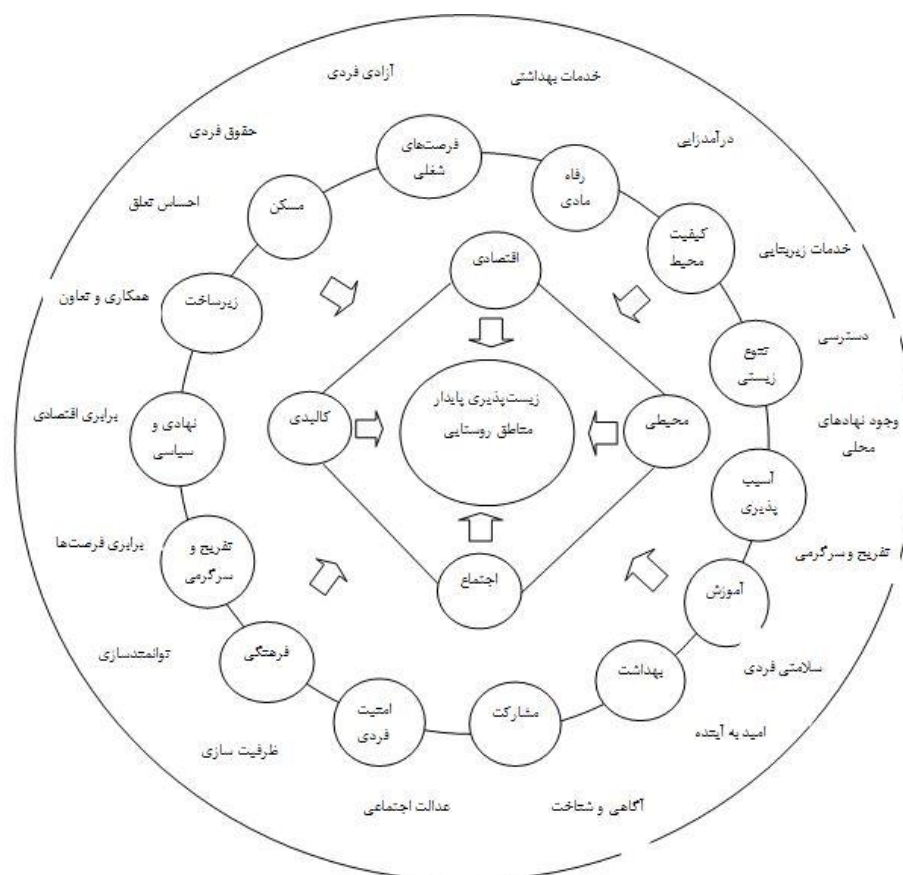 آزادی فردی
خدمات بهداشتی
حقوق فردی
درآمدزایی
احساس تعلق
خدمات زیربنایی
همکاری و تعاون
دسترسی
برابری اقتصادی
وجود نهادهای
محلی
برابری فرصت‌ها
تفریح و سرگرمی
توانمندسازی
سلامتی فردی
ظرفیت سازی
امید به آینده
عدالت اجتماعی
آگاهی و شناخت
فرصت‌های
شغلی
رفاه
مادی
مسکن
کیفیت
محیط
زیرساخت
تنوع
زیستی
نهادی و
سیاسی
آسیب
پذیری
تفریح و
سرگرمی
آموزش
فرهنگی
بهداشت
امنیت
فردی
مشارکت
اقتصادی
کالبدی
محیطی
اجتماع
زیست‌پذیری پایدار
مناطق روستایی